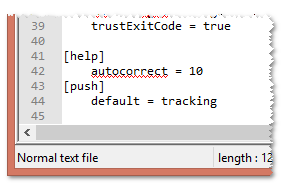 39 trustExitCode = true
40
41 [help]
42 autocorrect = 10
43 [push]
44 default = tracking
45
Normal text file length : 12